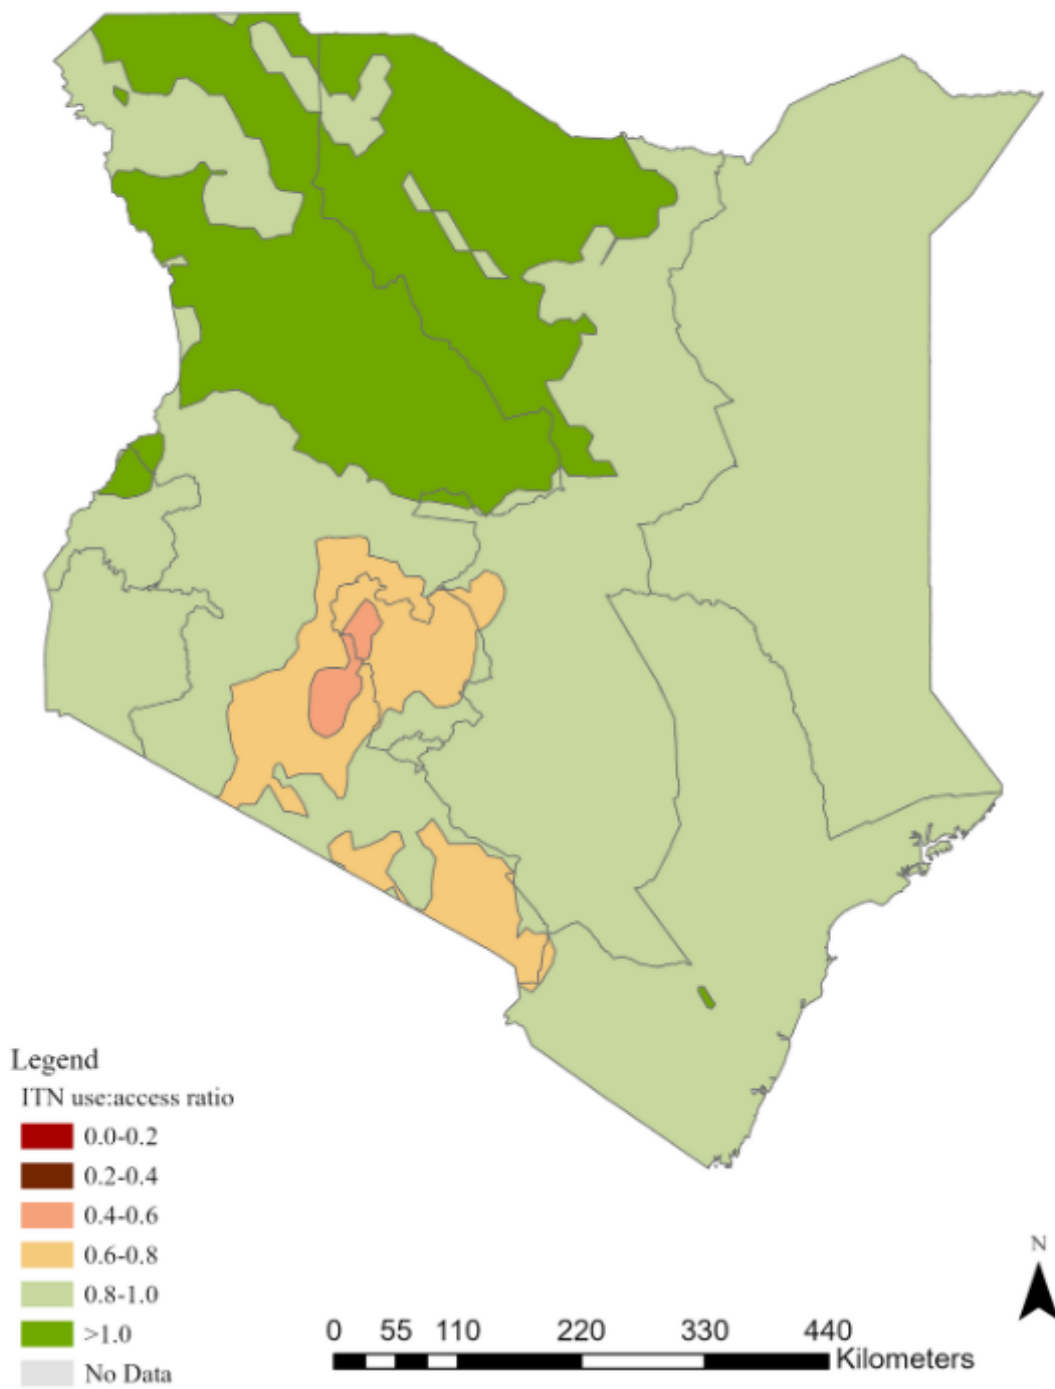 Legend
ITN use:access ratio
0.0-0.2
0.2-0.4
0.4-0.6
0.6-0.8
0.8-1.0
>1.0
No Data
0 55 110 220 330 440
Kilometers
N